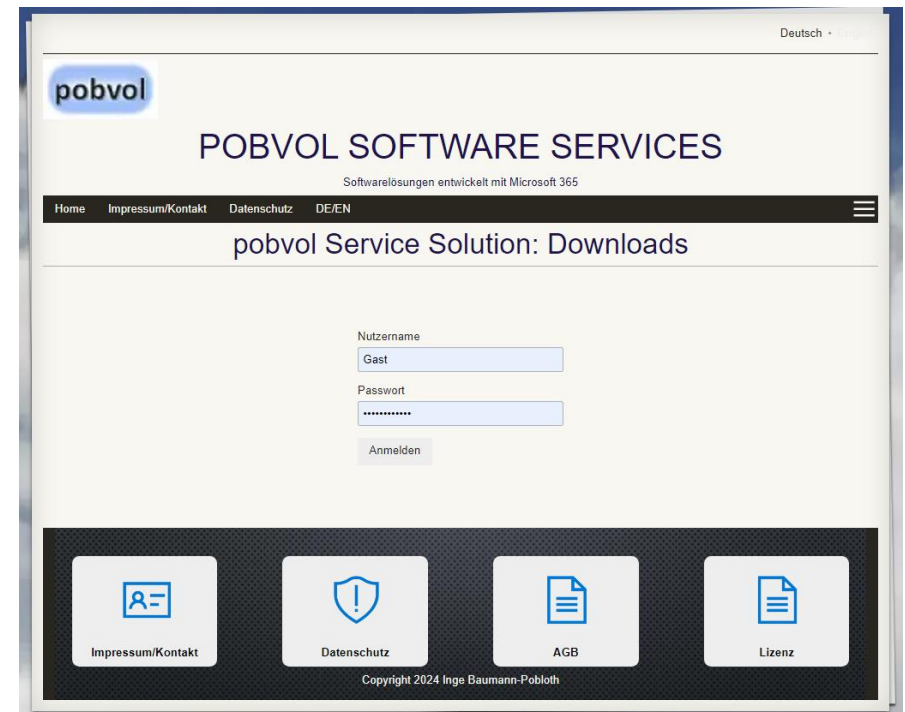 Deutsch •
pobvol
POBVOL SOFTWARE SERVICES
Softwarelösungen entwickelt mit Microsoft 365
Home Impressum/Kontakt Datenschutz DE/EN
pobvol Service Solution: Downloads
Nutzername
Gast
Passwort
••••••••••••
Anmelden
Impressum/Kontakt Datenschutz AGB Lizenz
Copyright 2024 Inge Baumann-Pobloth